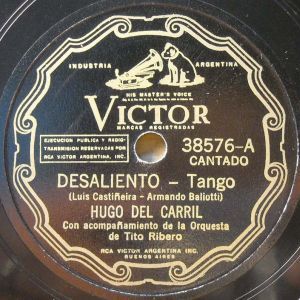 INDUSTRIA ARGENTINA
HIS MASTER'S VOICE
VICTOR
MARCAS REGISTRADAS
EJECUCION PUBLICA Y RADIO-
TRANSMISION RESERVADAS POR
RCA VICTOR ARGENTINA, INC.
38576-A
CANTADO
DESALIENTO – Tango
(Luis Castiñeira - Armando Baliotti)
HUGO DEL CARRIL
Con acompañamiento de la Orquesta
de Tito Ribero
RCA VICTOR ARGENTINA INC.
BUENOS AIRES